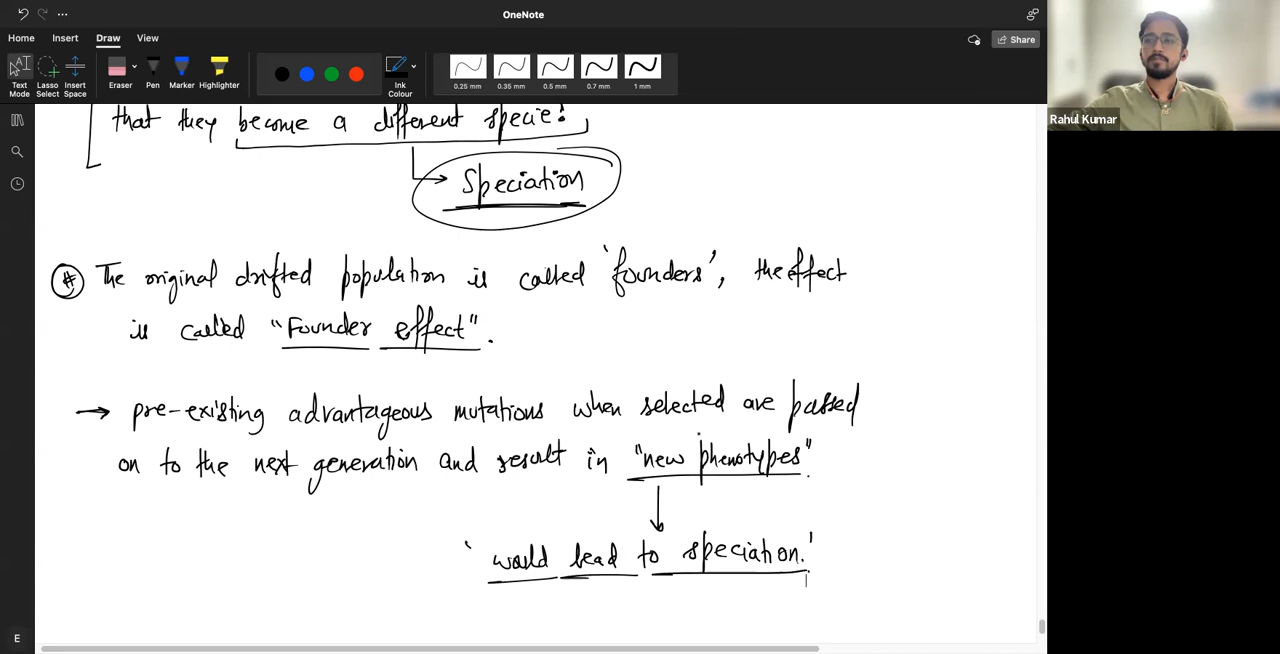 OneNote
Home Insert Draw View
Share
Text Mode
Lasso Select
Insert Space
Eraser
Pen
Marker
Highlighter
Ink Colour
0.25 mm
0.35 mm
0.5 mm
0.7 mm
1 mm
Rahul Kumar
that they become a different specie!
Speciation
# The original drifted population is called 'founders', the effect
is called "Founder effect".
→ pre-existing advantageous mutations when selected are passed
on to the next generation and result in "new phenotypes".
'would lead to speciation.'
E